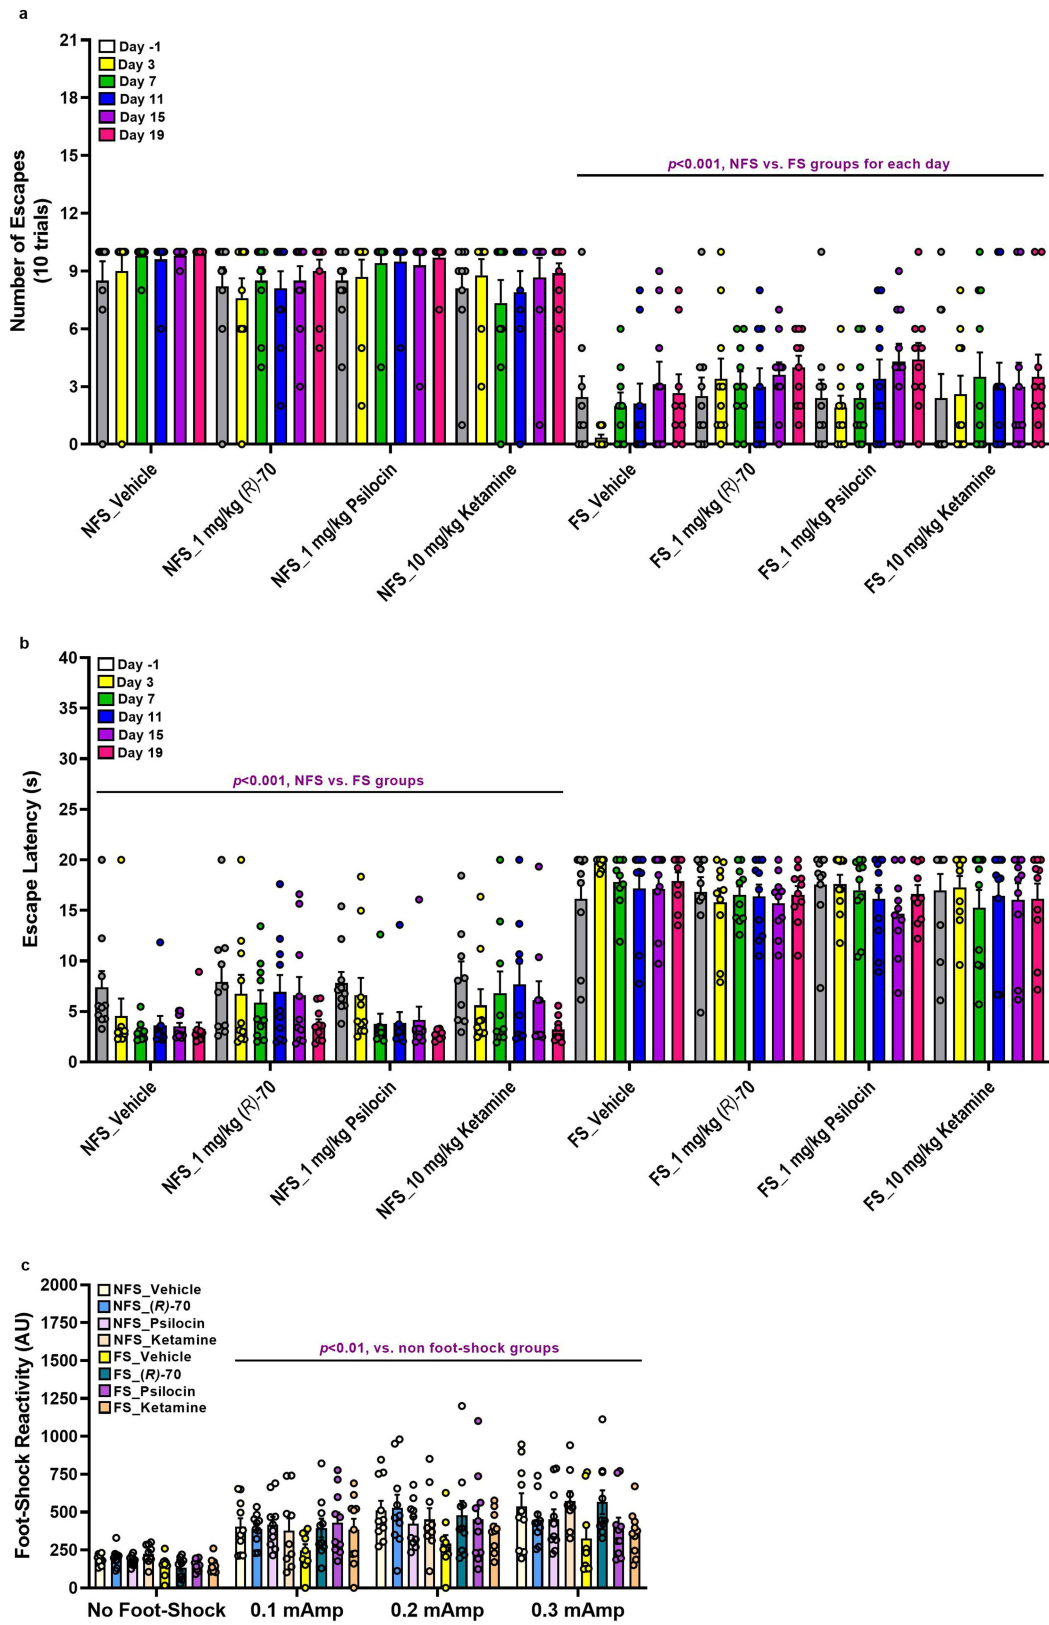 a
21
18
15
12
9
6
3
0
Number of Escapes
(10 trials)
Day -1
Day 3
Day 7
Day 11
Day 15
Day 19
p<0.001, NFS vs. FS groups for each day
NFS_Vehicle
NFS_1 mg/kg (R)-70
NFS_1 mg/kg Psilocin
NFS_10 mg/kg Ketamine
FS_Vehicle
FS_1 mg/kg (R)-70
FS_1 mg/kg Psilocin
FS_10 mg/kg Ketamine
b
40
35
30
25
20
15
10
5
0
Escape Latency (s)
Day -1
Day 3
Day 7
Day 11
Day 15
Day 19
p<0.001, NFS vs. FS groups
NFS_Vehicle
NFS_1 mg/kg (R)-70
NFS_1 mg/kg Psilocin
NFS_10 mg/kg Ketamine
FS_Vehicle
FS_1 mg/kg (R)-70
FS_1 mg/kg Psilocin
FS_10 mg/kg Ketamine
c
2000
1750
1500
1250
1000
750
500
250
0
Foot-Shock Reactivity (AU)
NFS_Vehicle
NFS_(R)-70
NFS_Psilocin
NFS_Ketamine
FS_Vehicle
FS_(R)-70
FS_Psilocin
FS_Ketamine
p<0.01, vs. non foot-shock groups
No Foot-Shock
0.1 mAmp
0.2 mAmp
0.3 mAmp